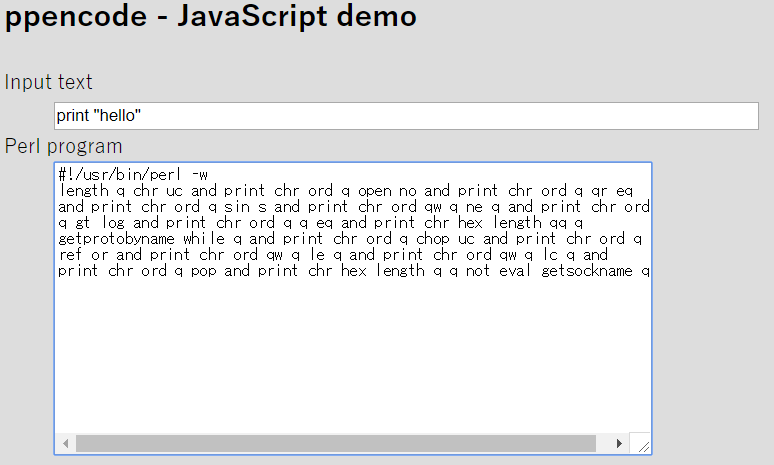 ppencode - JavaScript demo
Input text
print "hello"
Perl program
#!/usr/bin/perl -w
length q chr uc and print chr ord q open no and print chr ord q qr eq
and print chr ord q sin s and print chr ord qw q ne q and print chr ord
q gt log and print chr ord q q eq and print chr hex length qq q
getprotobyname while q and print chr ord q chop uc and print chr ord q
ref or and print chr ord qw q le q and print chr ord qw q lc q and
print chr ord q pop and print chr hex length q q not eval getsockname q